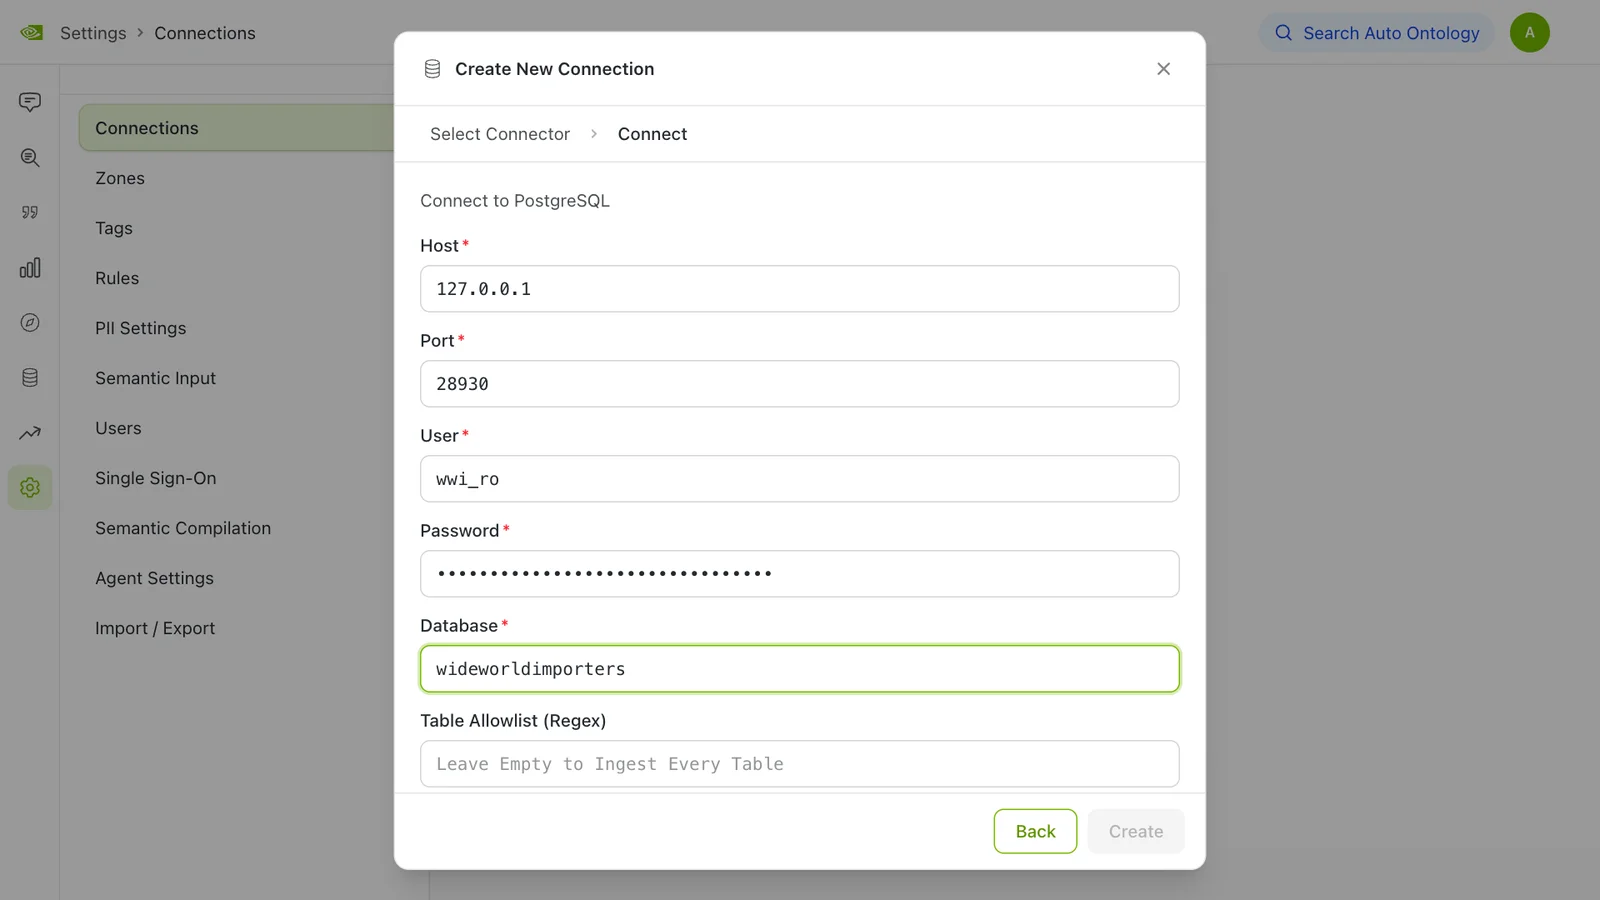 Settings > Connections
Search Auto Ontology
A
Connections
Zones
Tags
Rules
PII Settings
Semantic Input
Users
Single Sign-On
Semantic Compilation
Agent Settings
Import / Export
Create New Connection
Select Connector > Connect
Connect to PostgreSQL
Host*
127.0.0.1
Port*
28930
User*
wwi_ro
Password*
••••••••••••••••••••••••••••••••
Database*
wideworldimporters
Table Allowlist (Regex)
Leave Empty to Ingest Every Table
Back
Create